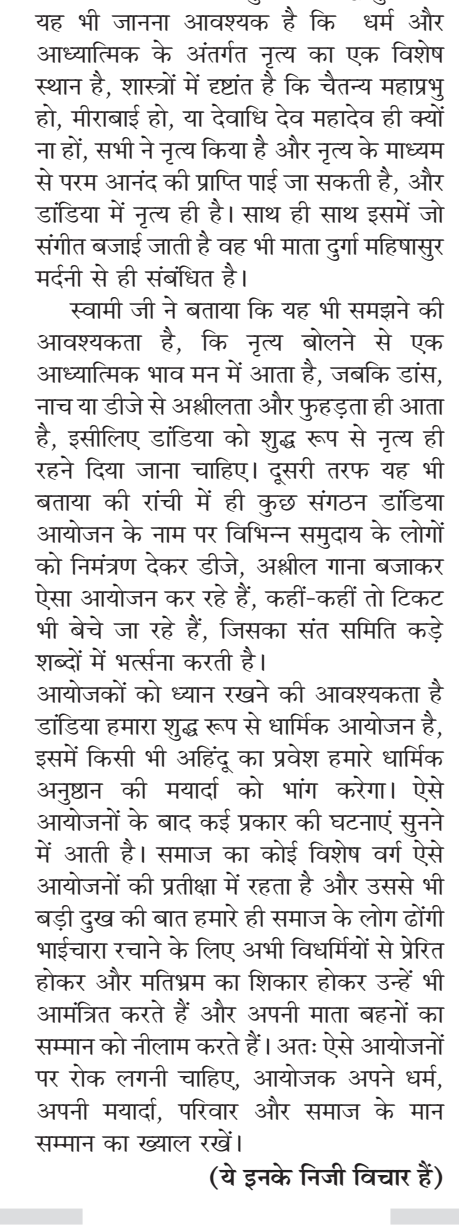 यह भी जानना आवश्यक है कि धर्म और
आध्यात्मिक के अंतर्गत नृत्य का एक विशेष
स्थान है, शास्त्रों में दृष्टांत है कि चैतन्य महाप्रभु
हो, मीराबाई हो, या देवाधि देव महादेव ही क्यों
ना हों, सभी ने नृत्य किया है और नृत्य के माध्यम
से परम आनंद की प्राप्ति पाई जा सकती है, और
डांडिया में नृत्य ही है। साथ ही साथ इसमें जो
संगीत बजाई जाती है वह भी माता दुर्गा महिषासुर
मर्दनी से ही संबंधित है।
स्वामी जी ने बताया कि यह भी समझने की
आवश्यकता है, कि नृत्य बोलने से एक
आध्यात्मिक भाव मन में आता है, जबकि डांस,
नाच या डीजे से अश्लीलता और फुहड़ता ही आता
है, इसीलिए डांडिया को शुद्ध रूप से नृत्य ही
रहने दिया जाना चाहिए। दूसरी तरफ यह भी
बताया की रांची में ही कुछ संगठन डांडिया
आयोजन के नाम पर विभिन्न समुदाय के लोगों
को निमंत्रण देकर डीजे, अश्लील गाना बजाकर
ऐसा आयोजन कर रहे हैं, कहीं-कहीं तो टिकट
भी बेचे जा रहे हैं, जिसका संत समिति कड़े
शब्दों में भर्त्सना करती है।
आयोजकों को ध्यान रखने की आवश्यकता है
डांडिया हमारा शुद्ध रूप से धार्मिक आयोजन है,
इसमें किसी भी अहिंदू का प्रवेश हमारे धार्मिक
अनुष्ठान की मयार्दा को भांग करेगा। ऐसे
आयोजनों के बाद कई प्रकार की घटनाएं सुनने
में आती है। समाज का कोई विशेष वर्ग ऐसे
आयोजनों की प्रतीक्षा में रहता है और उससे भी
बड़ी दुख की बात हमारे ही समाज के लोग ढोंगी
भाईचारा रचाने के लिए अभी विधर्मियों से प्रेरित
होकर और मतिभ्रम का शिकार होकर उन्हें भी
आमंत्रित करते हैं और अपनी माता बहनों का
सम्मान को नीलाम करते हैं। अतः ऐसे आयोजनों
पर रोक लगनी चाहिए, आयोजक अपने धर्म,
अपनी मयार्दा, परिवार और समाज के मान
सम्मान का ख्याल रखें।
(ये इनके निजी विचार हैं)